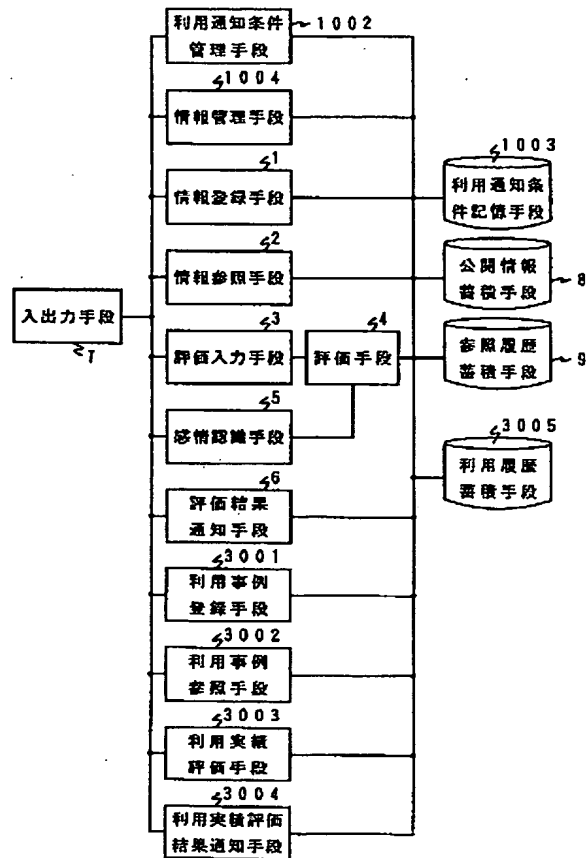 利用通知条件
管理手段
1002
1004
情報管理手段
1
情報登録手段
2
情報参照手段
3
評価入力手段
4
評価手段
5
感情認識手段
6
評価結果
通知手段
3001
利用事例
登録手段
3002
利用事例
参照手段
3003
利用実績
評価手段
3004
利用実績評価
結果通知手段
入出力手段
7
1003
利用通知条
件記憶手段
公開情報
蓄積手段
8
参照履歴
蓄積手段
9
3005
利用履歴
蓄積手段